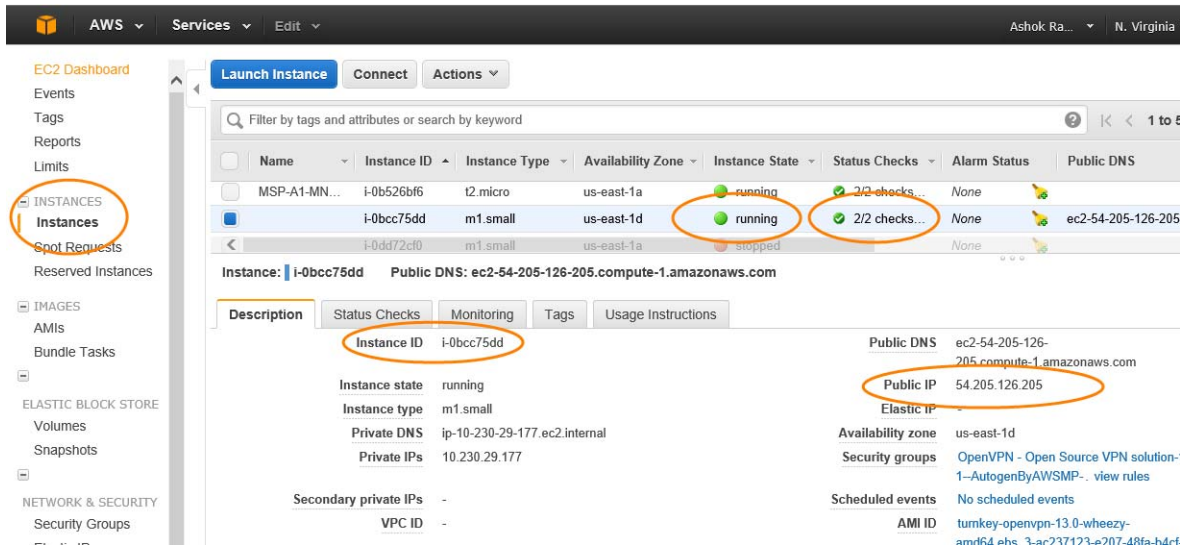 AWS Services Edit Ashok Ra... N. Virginia
EC2 Dashboard
Events
Tags
Reports
Limits
INSTANCES
Instances
Spot Requests
Reserved Instances
IMAGES
AMIs
Bundle Tasks
ELASTIC BLOCK STORE
Volumes
Snapshots
NETWORK & SECURITY
Security Groups
Launch Instance Connect Actions
Filter by tags and attributes or search by keyword 1 to 5
Name Instance ID Instance Type Availability Zone Instance State Status Checks Alarm Status Public DNS
MSP-A1-MN... i-0b526bf6 t2.micro us-east-1a running 2/2 checks... None
i-0bcc75dd m1.small us-east-1d running 2/2 checks... None ec2-54-205-126-205
i-0dd72cf0 m1.small us-east-1a stopped None
Instance: i-0bcc75dd Public DNS: ec2-54-205-126-205.compute-1.amazonaws.com
Description Status Checks Monitoring Tags Usage Instructions
Instance ID i-0bcc75dd
Instance state running
Instance type m1.small
Private DNS ip-10-230-29-177.ec2.internal
Private IPs 10.230.29.177
Secondary private IPs -
VPC ID -
Public DNS ec2-54-205-126-
205.compute-1.amazonaws.com
Public IP 54.205.126.205
Elastic IP -
Availability zone us-east-1d
Security groups OpenVPN - Open Source VPN solution-
1--AutogenByAWSMP-. view rules
Scheduled events No scheduled events
AMI ID turnkey-openvpn-13.0-wheezy-
amd64.ebs.3-ac237123-e207-48fa-b4cf-